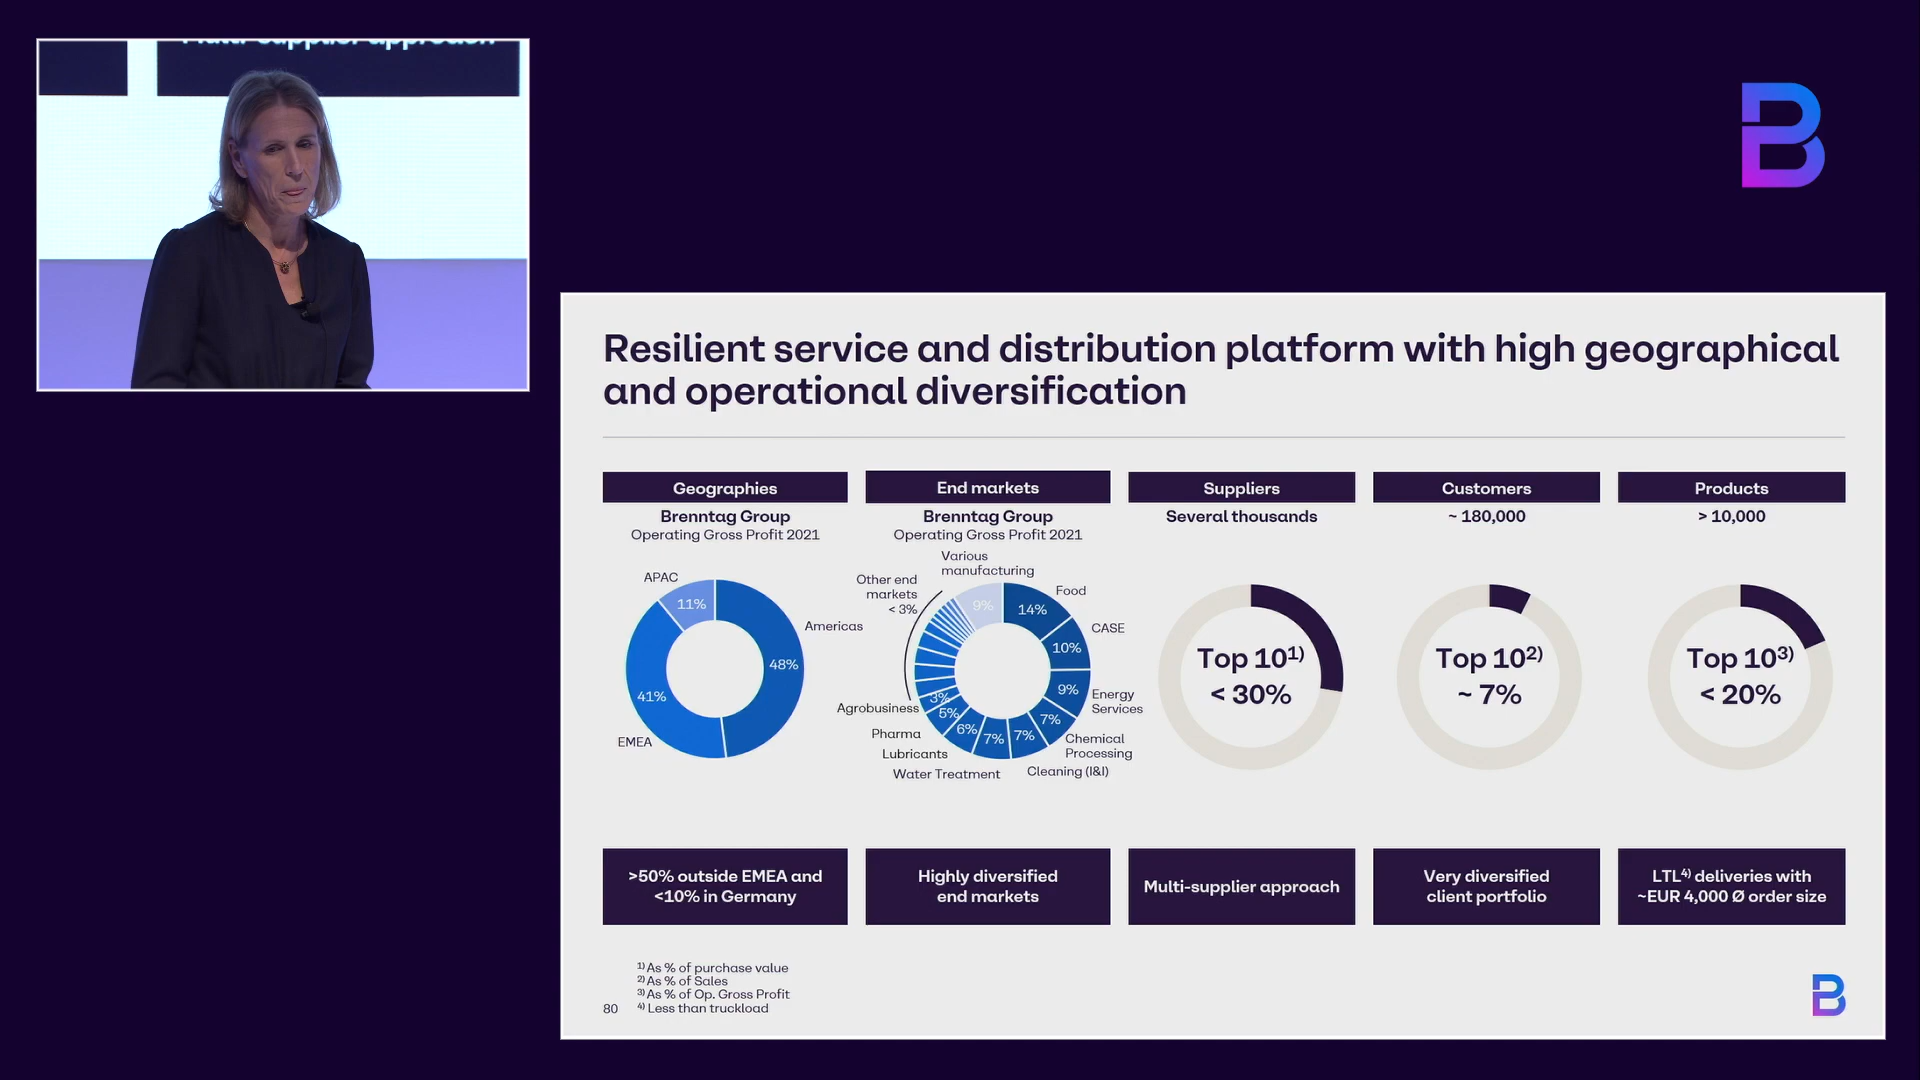 Multi-supplier approach
Resilient service and distribution platform with high geographical
and operational diversification
Geographies
Brenntag Group
Operating Gross Profit 2021
APAC
11%
Americas
48%
41%
EMEA
End markets
Brenntag Group
Operating Gross Profit 2021
Various
manufacturing
Other end
markets
< 3%
9%
Food
14%
CASE
10%
Energy
Services
9%
Chemical
Processing
7%
Cleaning (I&I)
7%
Water Treatment
7%
Lubricants
6%
Pharma
5%
Agrobusiness
3%
Suppliers
Several thousands
Top 10¹⁾
< 30%
Customers
~ 180,000
Top 10²⁾
~ 7%
Products
> 10,000
Top 10³⁾
< 20%
>50% outside EMEA and
<10% in Germany
Highly diversified
end markets
Multi-supplier approach
Very diversified
client portfolio
LTL⁴⁾ deliveries with
~EUR 4,000 Ø order size
¹⁾ As % of purchase value
²⁾ As % of Sales
³⁾ As % of Op. Gross Profit
80 ⁴⁾ Less than truckload